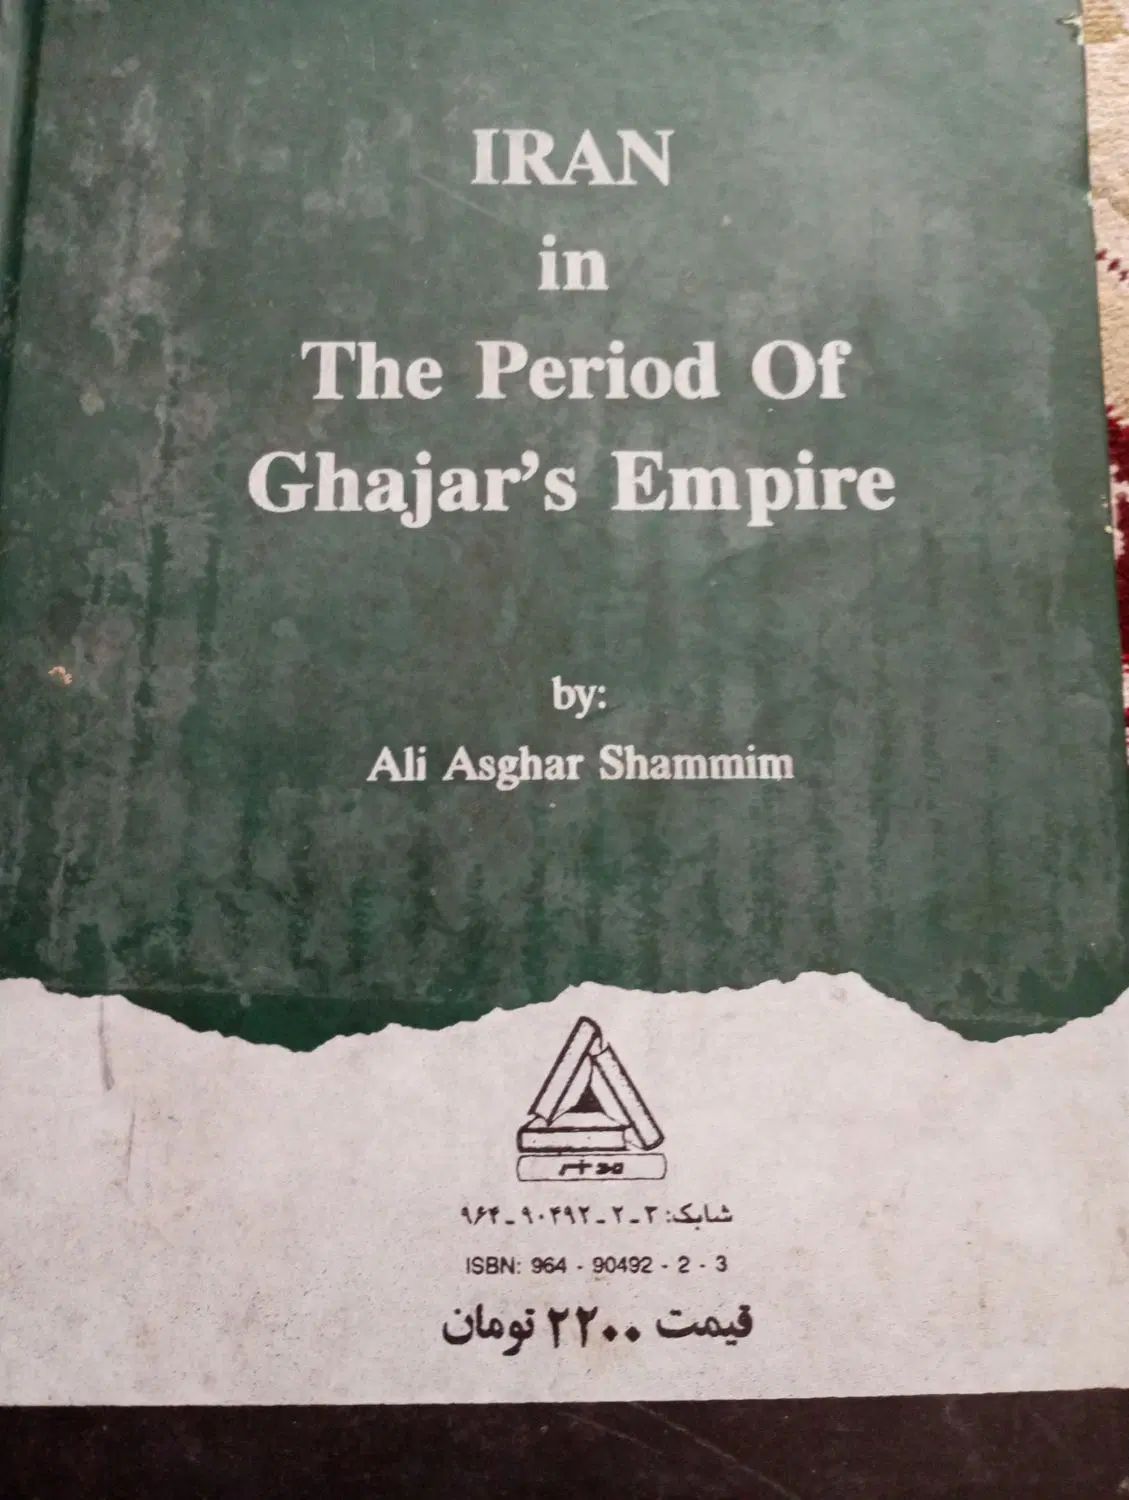 IRAN
in
The Period Of
Ghajar's Empire
by:
Ali Asghar Shammim
مدبر
شابک: ۳-۲-۹۰۴۹۲-۹۶۴
ISBN: 964 - 90492 - 2 - 3
قیمت ۲۲۰۰ تومان